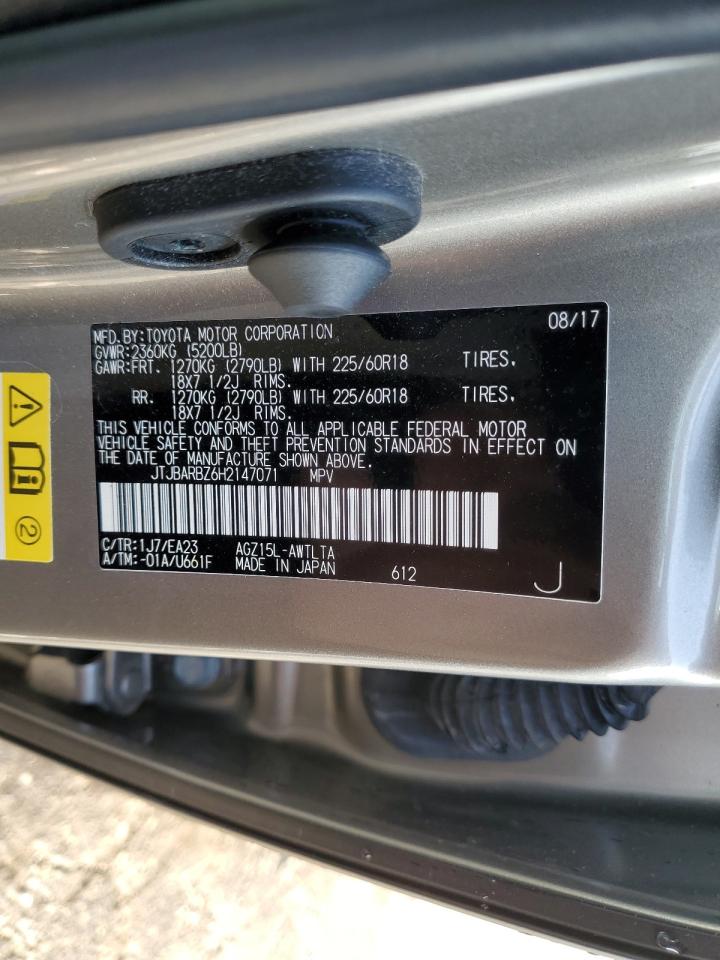 MFD.BY:TOYOTA MOTOR CORPORATION 08/17
GVWR:2360KG (5200LB)
GAWR:FRT. 1270KG (2790LB) WITH 225/60R18 TIRES.
18X7 1/2J RIMS.
RR. 1270KG (2790LB) WITH 225/60R18 TIRES.
18X7 1/2J RIMS.
THIS VEHICLE CONFORMS TO ALL APPLICABLE FEDERAL MOTOR
VEHICLE SAFETY AND THEFT PREVENTION STANDARDS IN EFFECT ON
THE DATE OF MANUFACTURE SHOWN ABOVE.
JTJBARBZ6H2147071 MPV
C/TR:1J7/EA23 AGZ15L-AWTLTA
A/TM:-01A/U661F MADE IN JAPAN 612 J
2